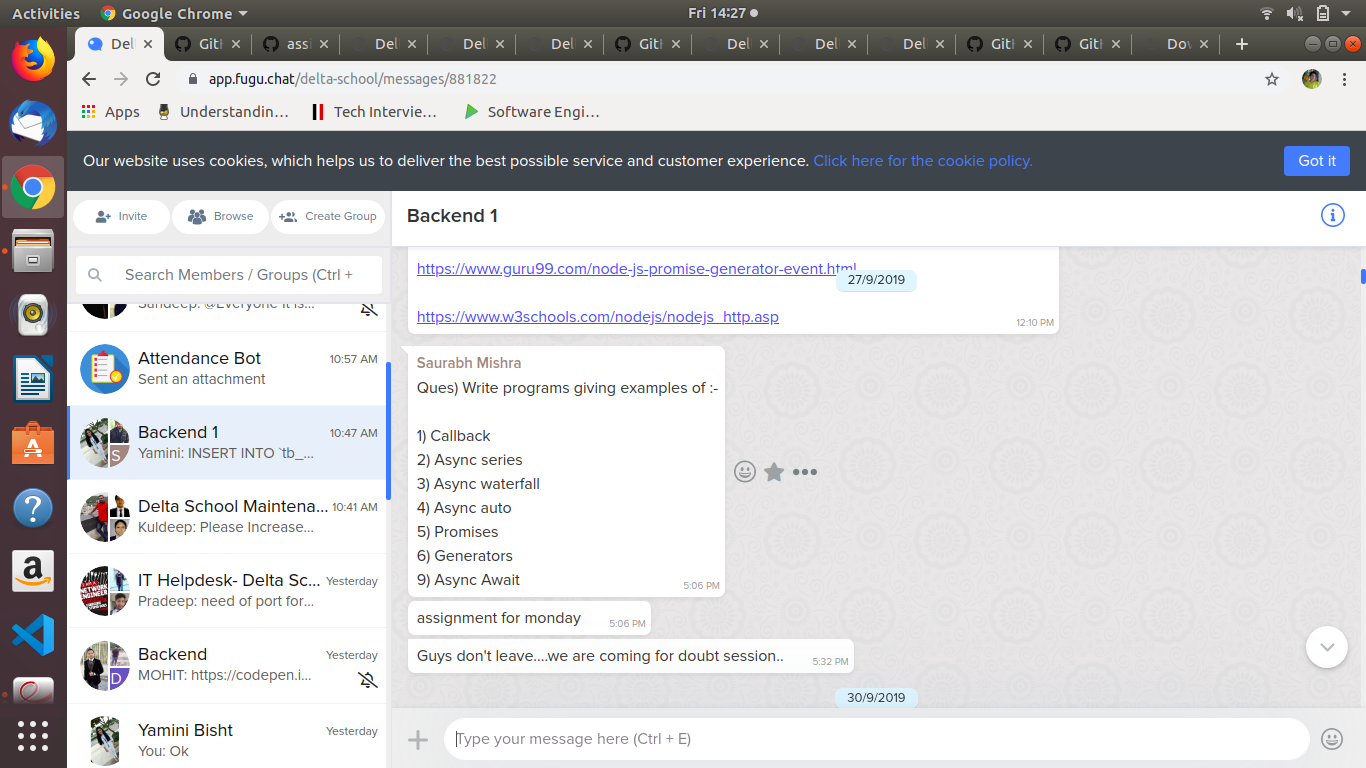 Activities Google Chrome Fri 14:27
Del Git ass Del Del Del Git Del Del Del Git Git Dov
app.fugu.chat/delta-school/messages/881822
Apps Understandin… Tech Intervie… Software Engi…
Our website uses cookies, which helps us to deliver the best possible service and customer experience. Click here for the cookie policy. Got it
Invite Browse Create Group
Search Members / Groups (Ctrl +
Sandeep: @Everyone It is...
Attendance Bot 10:57 AM
Sent an attachment
Backend 1 10:47 AM
Yamini: INSERT INTO `tb_...
S
Delta School Maintena... 10:41 AM
Kuldeep: Please Increase...
IT Helpdesk- Delta Sc... Yesterday
Pradeep: need of port for...
Backend Yesterday
MOHIT: https://codepen.i...
D
Yamini Bisht Yesterday
You: Ok
Backend 1
https://www.guru99.com/node-js-promise-generator-event.html
27/9/2019
https://www.w3schools.com/nodejs/nodejs_http.asp
12:10 PM
Saurabh Mishra
Ques) Write programs giving examples of :-
1) Callback
2) Async series
3) Async waterfall
4) Async auto
5) Promises
6) Generators
9) Async Await
5:06 PM
assignment for monday 5:06 PM
Guys don't leave....we are coming for doubt session.. 5:32 PM
30/9/2019
Type your message here (Ctrl + E)